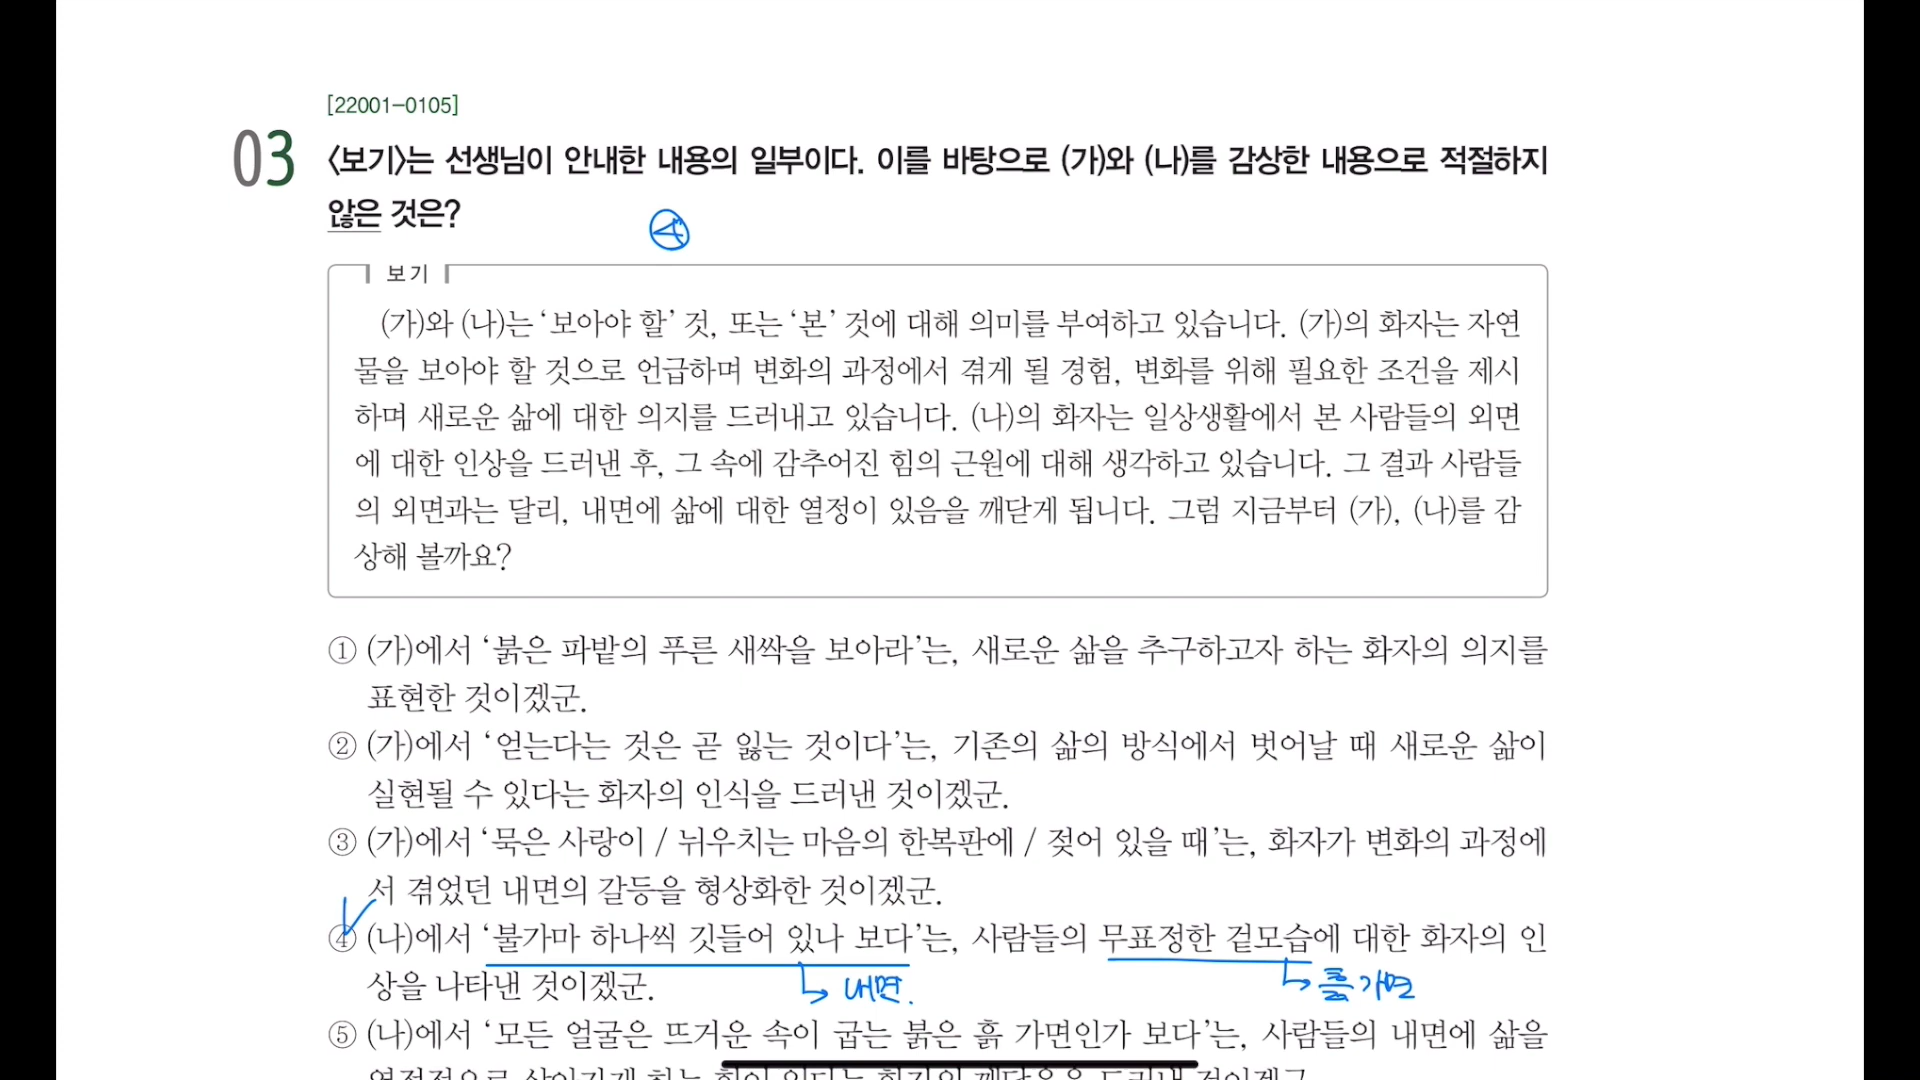 [22001-0105]
03 <보기>는 선생님이 안내한 내용의 일부이다. 이를 바탕으로 (가)와 (나)를 감상한 내용으로 적절하지
않은 것은?
④
보기
(가)와 (나)는 ‘보아야 할’ 것, 또는 ‘본’ 것에 대해 의미를 부여하고 있습니다. (가)의 화자는 자연
물을 보아야 할 것으로 언급하며 변화의 과정에서 겪게 될 경험, 변화를 위해 필요한 조건을 제시
하며 새로운 삶에 대한 의지를 드러내고 있습니다. (나)의 화자는 일상생활에서 본 사람들의 외면
에 대한 인상을 드러낸 후, 그 속에 감추어진 힘의 근원에 대해 생각하고 있습니다. 그 결과 사람들
의 외면과는 달리, 내면에 삶에 대한 열정이 있음을 깨닫게 됩니다. 그럼 지금부터 (가), (나)를 감
상해 볼까요?
① (가)에서 ‘붉은 파밭의 푸른 새싹을 보아라’는, 새로운 삶을 추구하고자 하는 화자의 의지를
표현한 것이겠군.
② (가)에서 ‘얻는다는 것은 곧 잃는 것이다’는, 기존의 삶의 방식에서 벗어날 때 새로운 삶이
실현될 수 있다는 화자의 인식을 드러낸 것이겠군.
③ (가)에서 ‘묵은 사랑이 / 뉘우치는 마음의 한복판에 / 젖어 있을 때’는, 화자가 변화의 과정에
서 겪었던 내면의 갈등을 형상화한 것이겠군.
④ (나)에서 ‘불가마 하나씩 깃들어 있나 보다’는, 사람들의 무표정한 겉모습에 대한 화자의 인
상을 나타낸 것이겠군.
내면.
흙가면
⑤ (나)에서 ‘모든 얼굴은 뜨거운 속이 굽는 붉은 흙 가면인가 보다’는, 사람들의 내면에 삶을